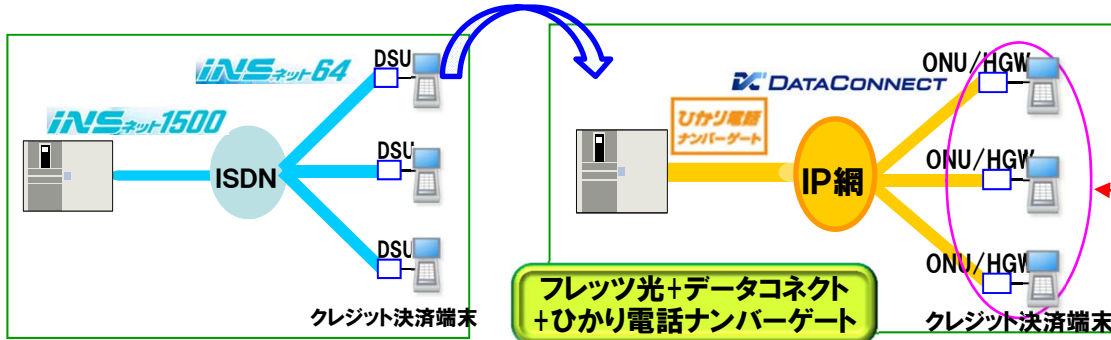 INSネット64
DSU
INSネット1500
DSU
ISDN
DSU
クレジット決済端末
ONU/HGW
DATACONNECT
ひかり電話
ナンバーゲート
ONU/HGW
IP網
ONU/HGW
フレッツ光+データコネクト
+ひかり電話ナンバーゲート
クレジット決済端末